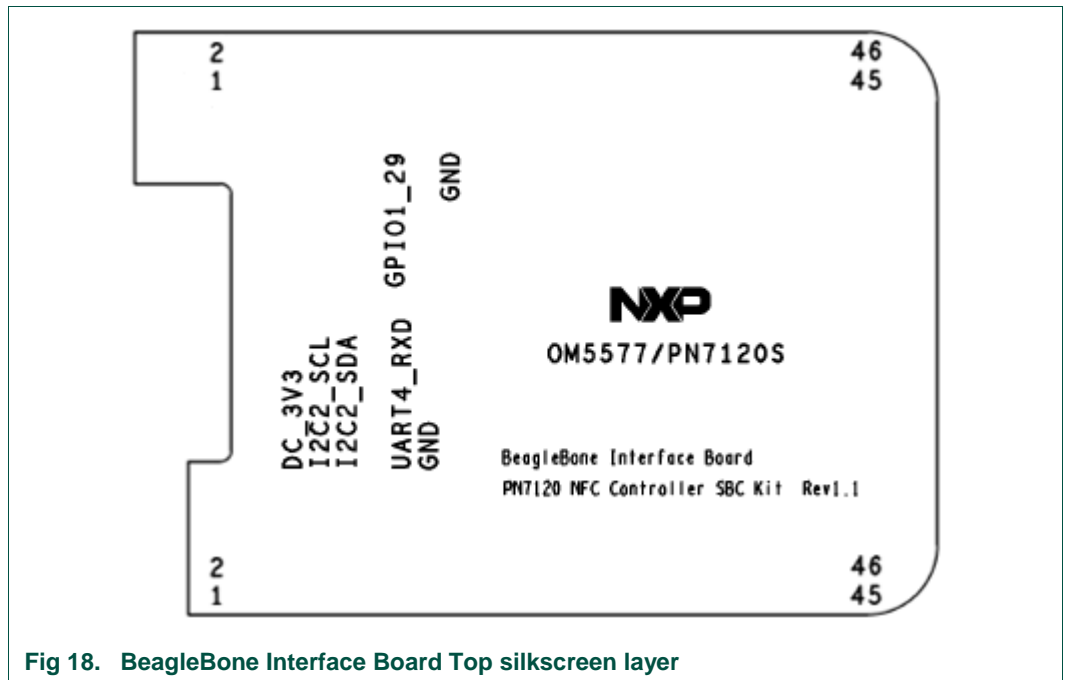 2
1
46
45
GPIO1_29
GND
DC_3V3
I2C2_SCL
I2C2_SDA
UART4_RXD
GND
NXP
OM5577/PN7120S
BeagleBone Interface Board
PN7120 NFC Controller SBC Kit Rev1.1
2
1
46
45
Fig 18. BeagleBone Interface Board Top silkscreen layer